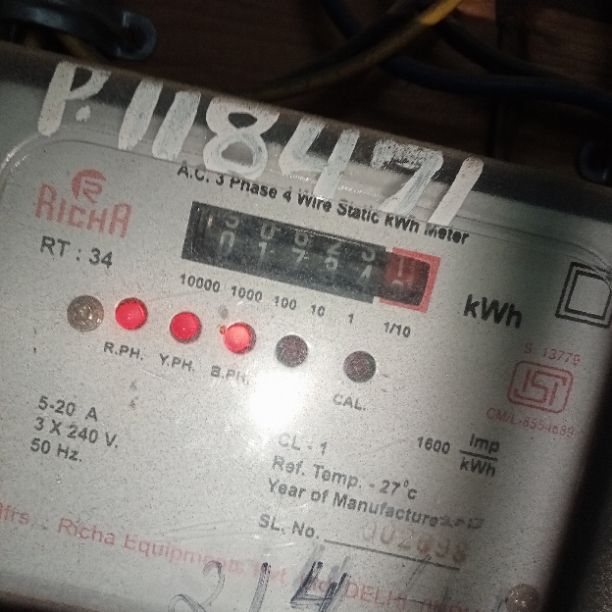 P.118471
RICHA
A.C. 3 Phase 4 Wire Static kWh Meter
RT : 34
10000 1000 100 10 1 1/10
kWh
R.PH. Y.PH. B.PH.
CAL.
S. 13779
ISI
5-20 A
3 X 240 V.
50 Hz.
CL - 1
1600 Imp
kWh
Ref. Temp. - 27°c
Year of Manufacture
SL. No.
Mfrs. : Richa Equipments
DELHI